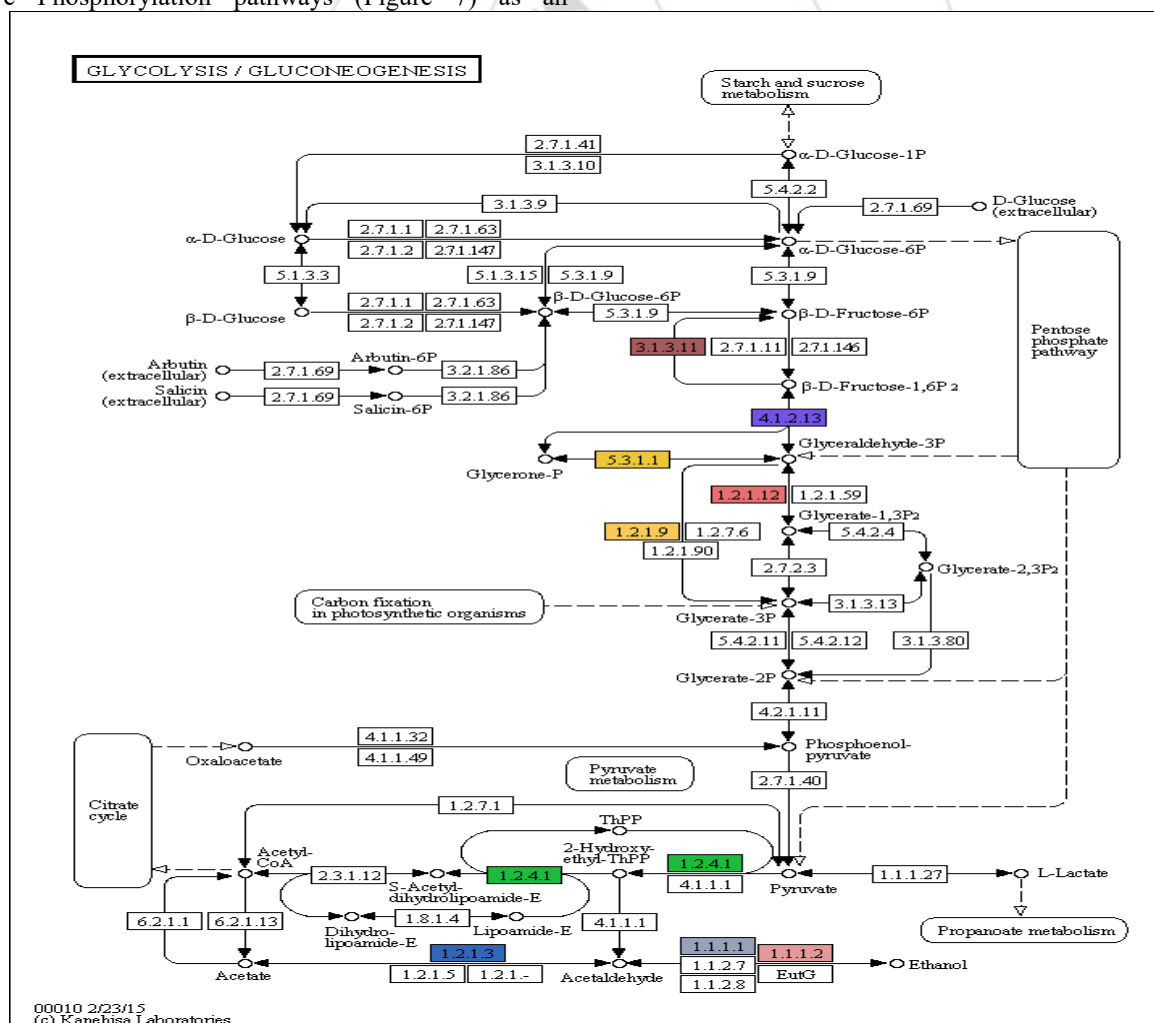 Phosphorylation pathways (Figure 7) as an
GLYCOLYSIS / GLUCONEOGENESIS
Starch and sucrose
metabolism
2.7.1.41
3.1.3.10
α-D-Glucose-1P
5.4.2.2
3.1.3.9
2.7.1.69
D-Glucose
(extracellular)
α-D-Glucose
2.7.1.1
2.7.1.63
2.7.1.2
2.7.1.147
α-D-Glucose-6P
5.1.3.3
5.1.3.15
5.3.1.9
5.3.1.9
β-D-Glucose
2.7.1.1
2.7.1.63
2.7.1.2
2.7.1.147
β-D-Glucose-6P
5.3.1.9
β-D-Fructose-6P
Pentose
phosphate
pathway
3.1.3.11
2.7.1.11
2.7.1.146
Arbutin
(extracellular)
2.7.1.69
Arbutin-6P
3.2.1.86
β-D-Fructose-1,6P2
Salicin
(extracellular)
2.7.1.69
Salicin-6P
3.2.1.86
4.1.2.13
Glyceraldehyde-3P
Glycerone-P
5.3.1.1
1.2.1.12
1.2.1.59
Glycerate-1,3P2
1.2.1.9
1.2.7.6
1.2.1.90
5.4.2.4
2.7.2.3
Glycerate-2,3P2
Carbon fixation
in photosynthetic organisms
Glycerate-3P
3.1.3.13
5.4.2.11
5.4.2.12
3.1.3.80
Glycerate-2P
4.2.1.11
Oxaloacetate
4.1.1.32
4.1.1.49
Phosphoenol-
pyruvate
Pyruvate
metabolism
2.7.1.40
Citrate
cycle
1.2.7.1
ThPP
Acetyl-
CoA
2-Hydroxy-
ethyl-ThPP
2.3.1.12
S-Acetyl-
dihydrolipoamide-E
1.2.4.1
1.2.4.1
4.1.1.1
Pyruvate
1.1.1.27
L-Lactate
6.2.1.1
6.2.1.13
Dihydro-
lipoamide-E
1.8.1.4
Lipoamide-E
4.1.1.1
Propanoate metabolism
Acetate
1.2.1.3
1.2.1.5
1.2.1.-
Acetaldehyde
1.1.1.1
1.1.2.7
1.1.2.8
1.1.1.2
EutG
Ethanol
00010 2/23/15
(c) Kanehisa Laboratories